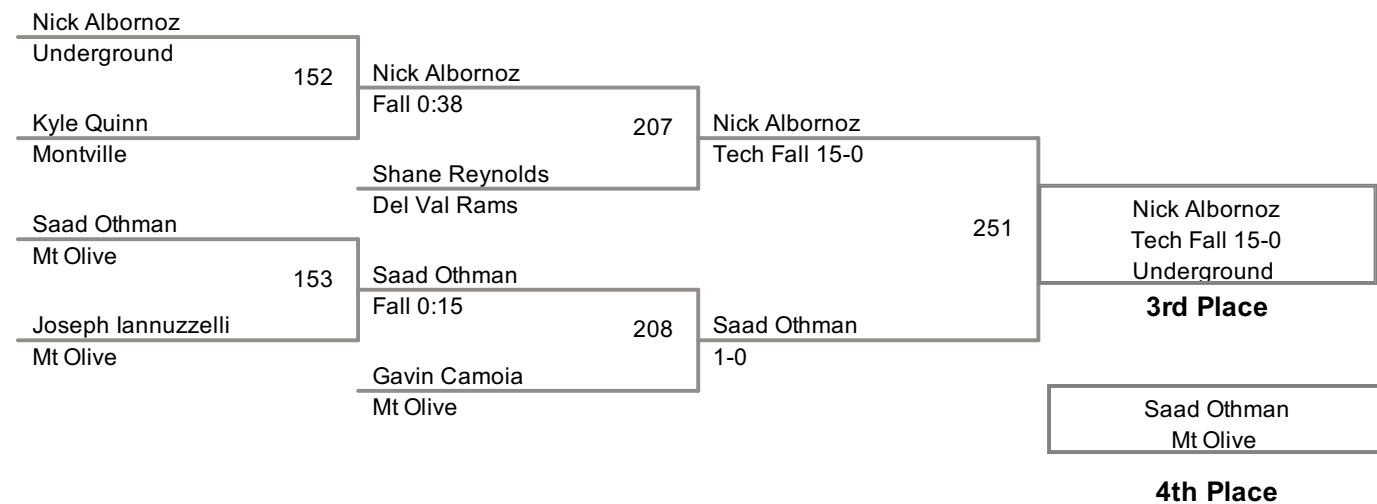 Nick Albornoz
Underground
152
Nick Albornoz
Fall 0:38
Kyle Quinn
Montville
207
Nick Albornoz
Tech Fall 15-0
Shane Reynolds
Del Val Rams
Saad Othman
Mt Olive
153
Saad Othman
Fall 0:15
Joseph Iannuzzelli
Mt Olive
208
Saad Othman
1-0
Gavin Camoia
Mt Olive
251
Nick Albornoz
Tech Fall 15-0
Underground
3rd Place
Saad Othman
Mt Olive
4th Place